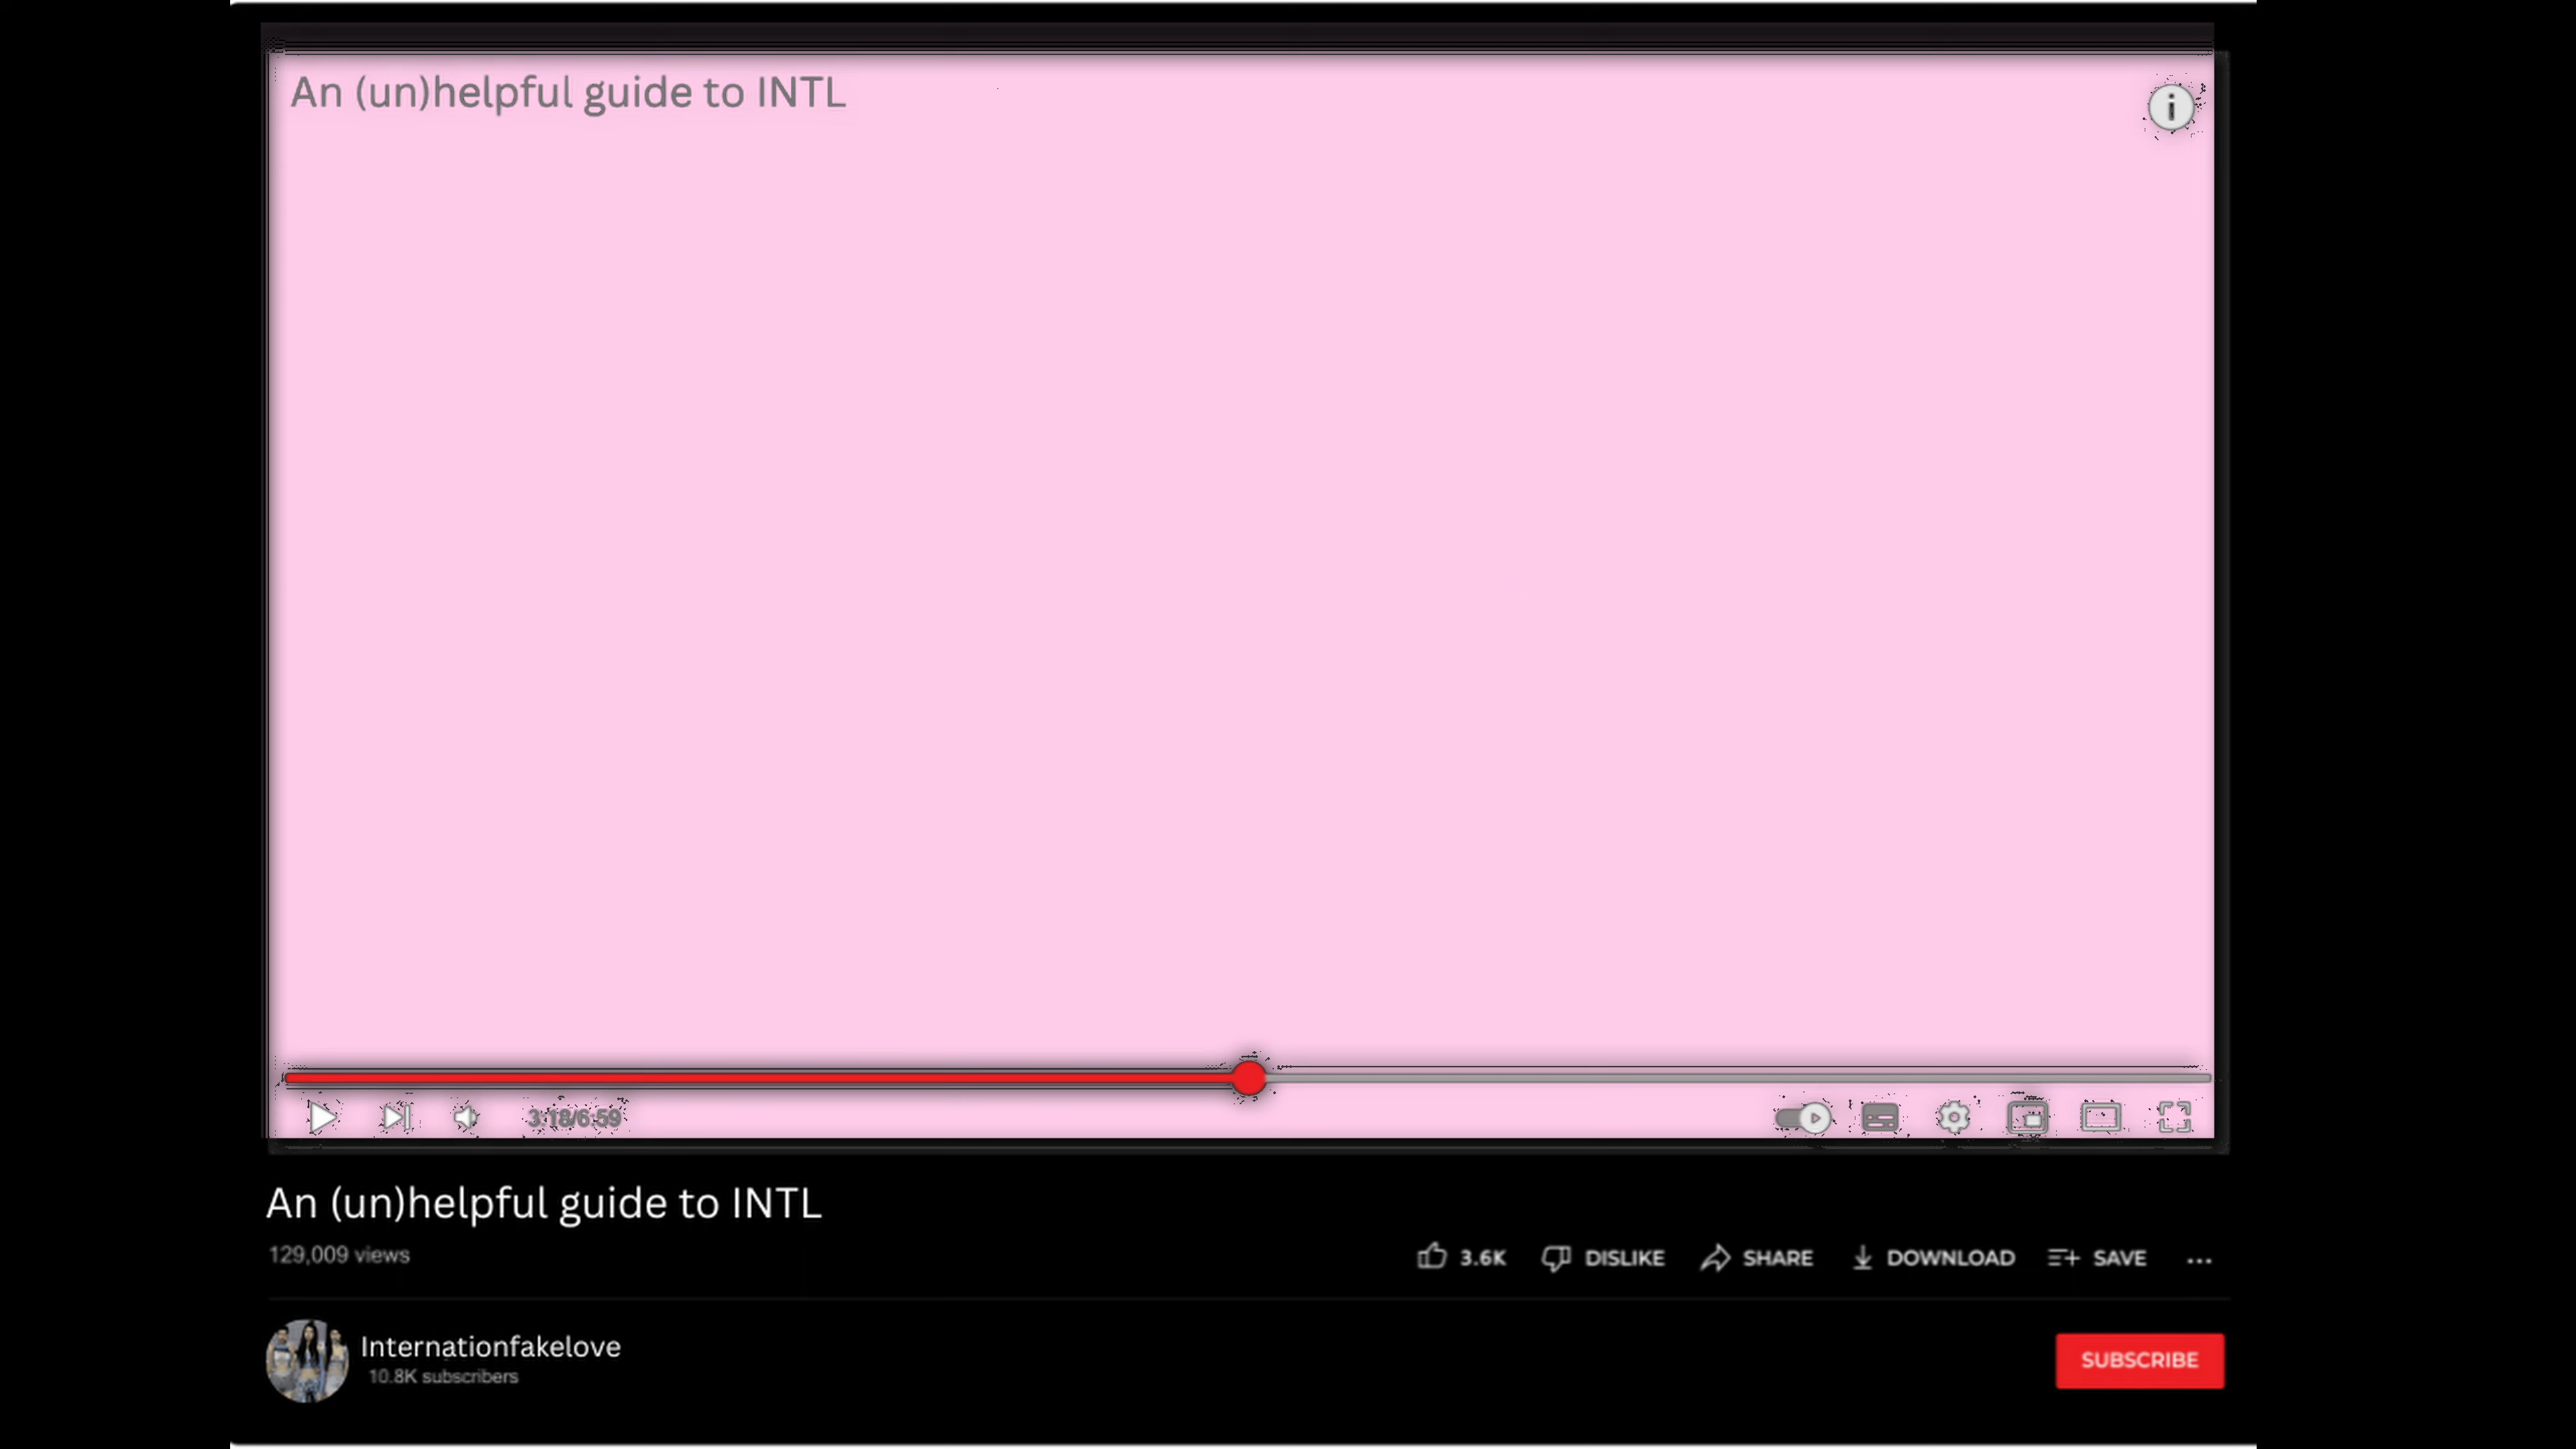 An (un)helpful guide to INTL
3:18/6:59
An (un)helpful guide to INTL
129,009 views
3.6K DISLIKE SHARE DOWNLOAD SAVE ...
Internationfakelove
10.8K subscribers
SUBSCRIBE